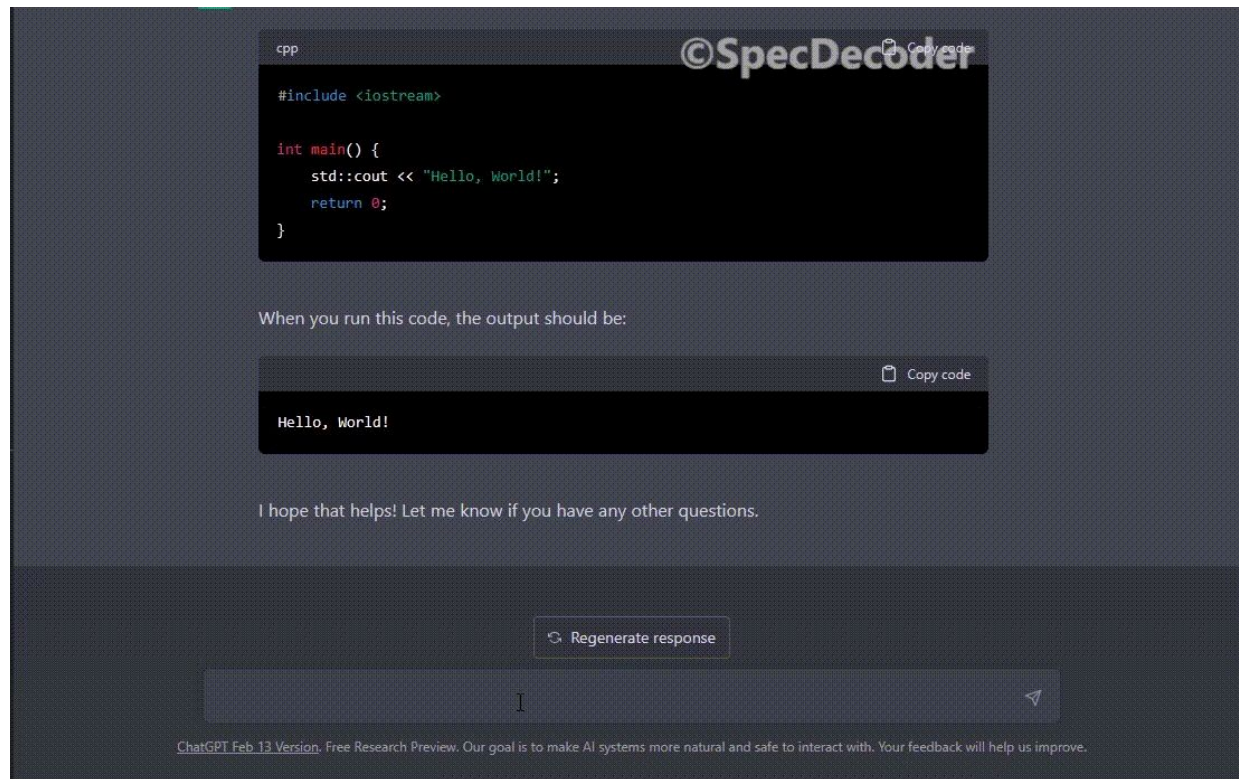 cpp
©SpecDecoder
Copy code
#include <iostream>
int main() {
std::cout << "Hello, World!";
return 0;
}
When you run this code, the output should be:
Copy code
Hello, World!
I hope that helps! Let me know if you have any other questions.
Regenerate response
ChatGPT Feb 13 Version. Free Research Preview. Our goal is to make AI systems more natural and safe to interact with. Your feedback will help us improve.